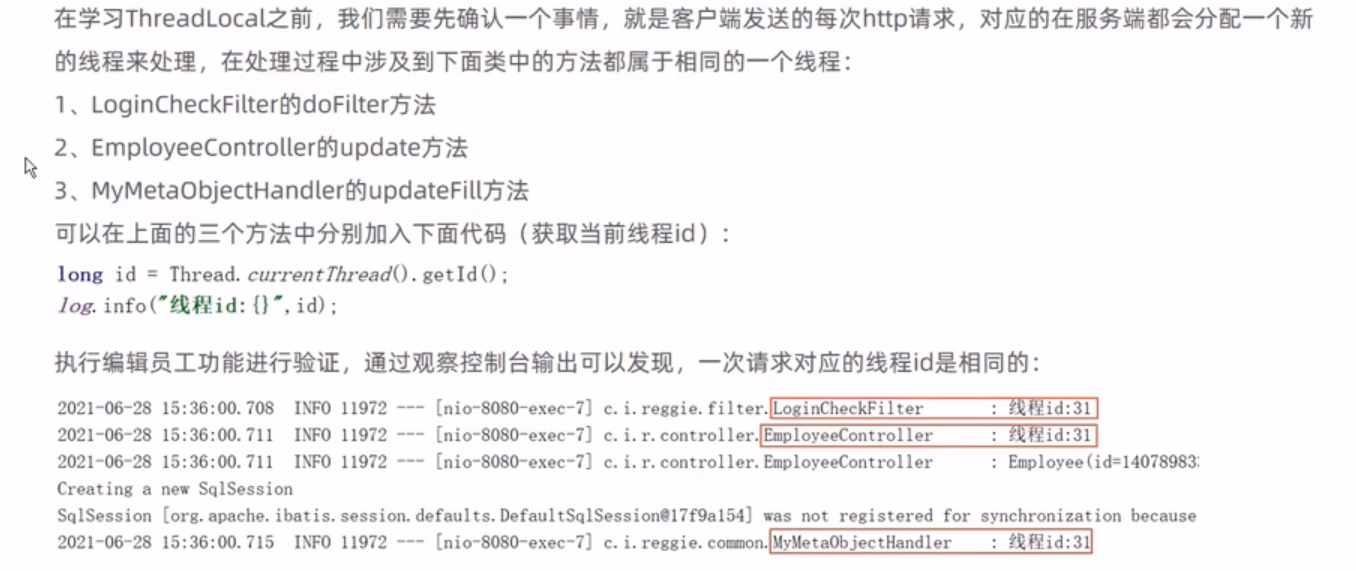 在学习ThreadLocal之前，我们需要先确认一个事情，就是客户端发送的每次http请求，对应的在服务端都会分配一个新
的线程来处理，在处理过程中涉及到下面类中的方法都属于相同的一个线程：
1、LoginCheckFilter的doFilter方法
2、EmployeeController的update方法
3、MyMetaObjectHandler的updateFill方法
可以在上面的三个方法中分别加入下面代码（获取当前线程id）：
long id = Thread.currentThread().getId();
log.info("线程id:{}",id);
执行编辑员工功能进行验证，通过观察控制台输出可以发现，一次请求对应的线程id是相同的：
2021-06-28 15:36:00.708 INFO 11972 --- [nio-8080-exec-7] c.i.reggie.filter.LoginCheckFilter : 线程id:31
2021-06-28 15:36:00.711 INFO 11972 --- [nio-8080-exec-7] c.i.r.controller.EmployeeController : 线程id:31
2021-06-28 15:36:00.711 INFO 11972 --- [nio-8080-exec-7] c.i.r.controller.EmployeeController : Employee(id=14078983
Creating a new SqlSession
SqlSession [org.apache.ibatis.session.defaults.DefaultSqlSession@17f9a154] was not registered for synchronization because
2021-06-28 15:36:00.715 INFO 11972 --- [nio-8080-exec-7] c.i.reggie.common.MyMetaObjectHandler : 线程id:31